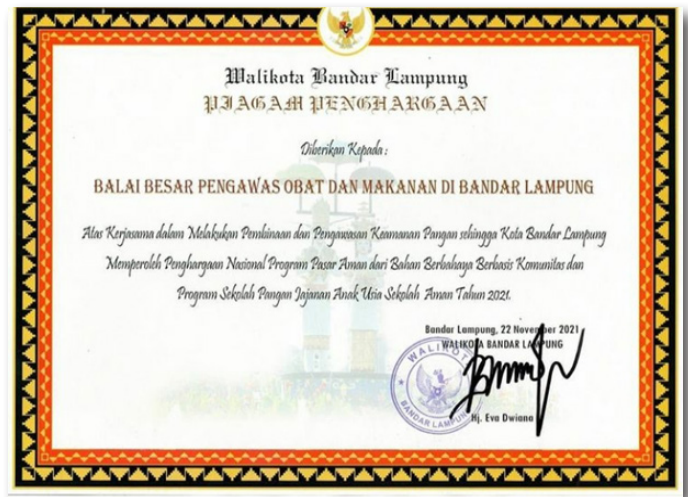 Walikota Bandar Lampung
PIAGAM PENGHARGAAN
Diberikan Kepada :
BALAI BESAR PENGAWAS OBAT DAN MAKANAN DI BANDAR LAMPUNG
Atas Kerjasama dalam Melakukan Pembinaan dan Pengawasan Keamanan Pangan sehingga Kota Bandar Lampung
Memperoleh Penghargaan Nasional Program Pasar Aman dari Bahan Berbahaya Berbasis Komunitas dan
Program Sekolah Pangan Jajanan Anak Usia Sekolah Aman Tahun 2021.
Bandar Lampung, 22 November 2021
WALIKOTA BANDAR LAMPUNG
WALIKOTA
BANDAR LAMPUNG
Hj. Eva Dwiana